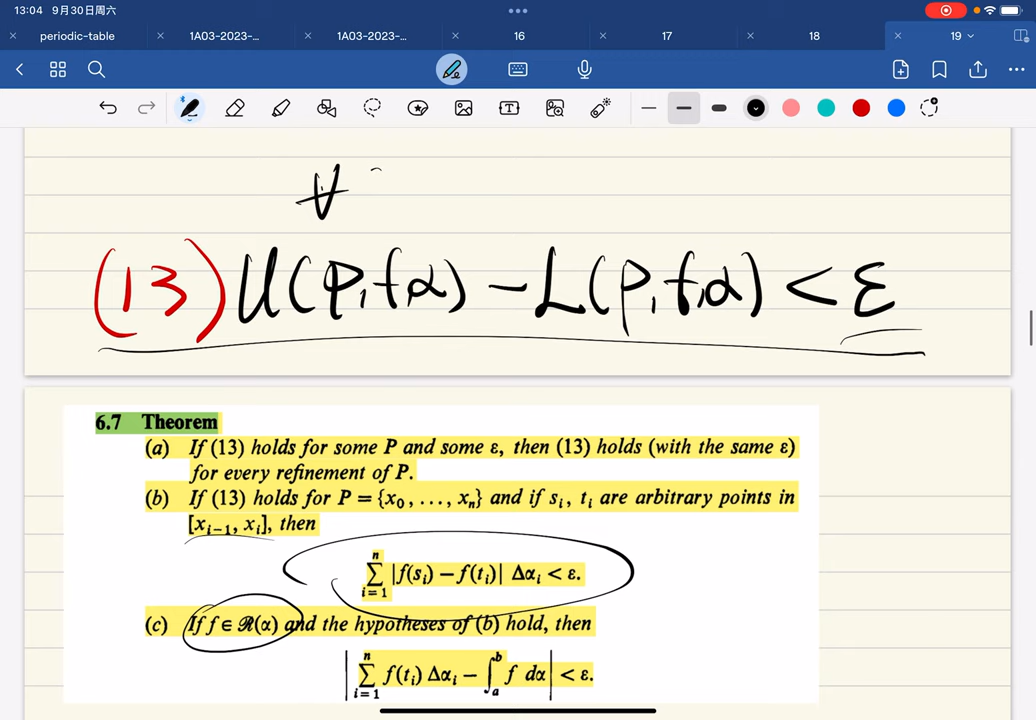 13:04 9月30日周六
periodic-table 1A03-2023-... 1A03-2023-... 16 17 18 19
∀
(13) U(P,f,α) - L(P,f,α) < ε
6.7 Theorem
(a) If (13) holds for some P and some ε, then (13) holds (with the same ε)
for every refinement of P.
(b) If (13) holds for P = {x₀, . . . , xₙ} and if sᵢ, tᵢ are arbitrary points in
[xᵢ₋₁, xᵢ], then
∑ᵢ₌₁ⁿ |f(sᵢ) − f(tᵢ)| Δαᵢ < ε.
(c) If f ∈ ℛ(α) and the hypotheses of (b) hold, then
|∑ᵢ₌₁ⁿ f(tᵢ) Δαᵢ − ∫ₐᵇ f dα| < ε.